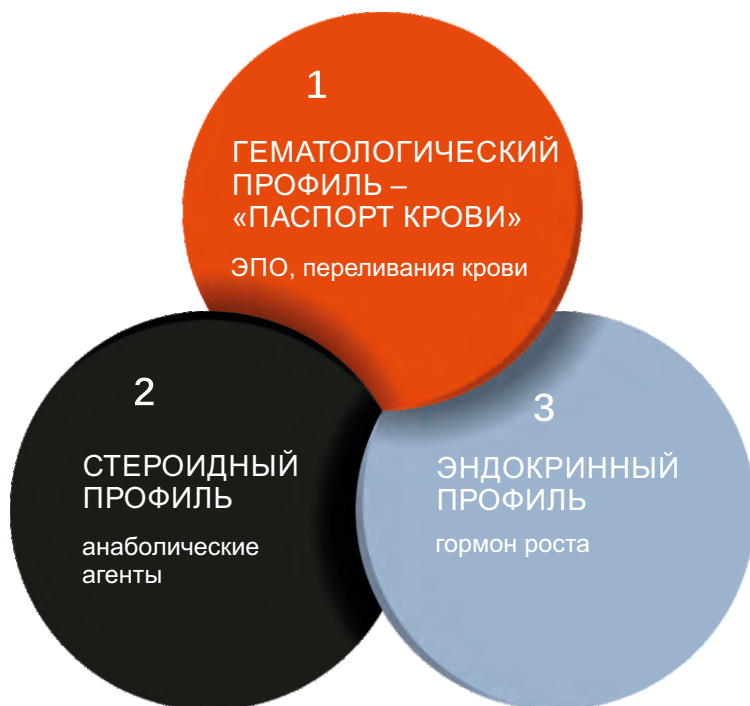 1
ГЕМАТОЛОГИЧЕСКИЙ
ПРОФИЛЬ –
«ПАСПОРТ КРОВИ»
ЭПО, переливания крови
2
СТЕРОИДНЫЙ
ПРОФИЛЬ
анаболические
агенты
3
ЭНДОКРИННЫЙ
ПРОФИЛЬ
гормон роста